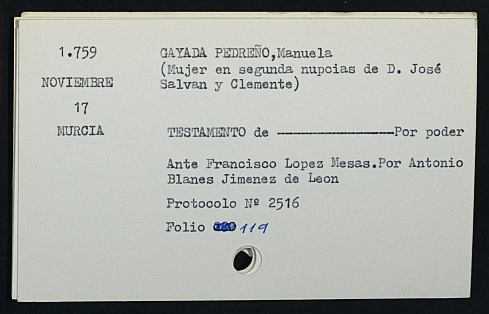 1.759
NOVIEMBRE
17
MURCIA
GAYADA PEDREÑO,Manuela
(Mujer en segunda nupcias de D. José
Salvan y Clemente)
TESTAMENTO de -----------------Por poder
Ante Francisco Lopez Mesas.Por Antonio
Blanes Jimenez de Leon
Protocolo Nº 2516
Folio 119